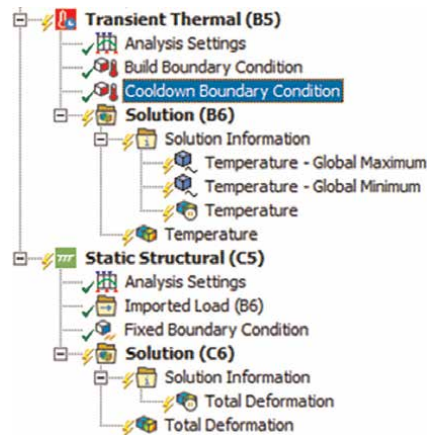 Transient Thermal (B5)
Analysis Settings
Build Boundary Condition
Cooldown Boundary Condition
Solution (B6)
Solution Information
Temperature - Global Maximum
Temperature - Global Minimum
Temperature
Temperature
Static Structural (C5)
Analysis Settings
Imported Load (B6)
Fixed Boundary Condition
Solution (C6)
Solution Information
Total Deformation
Total Deformation